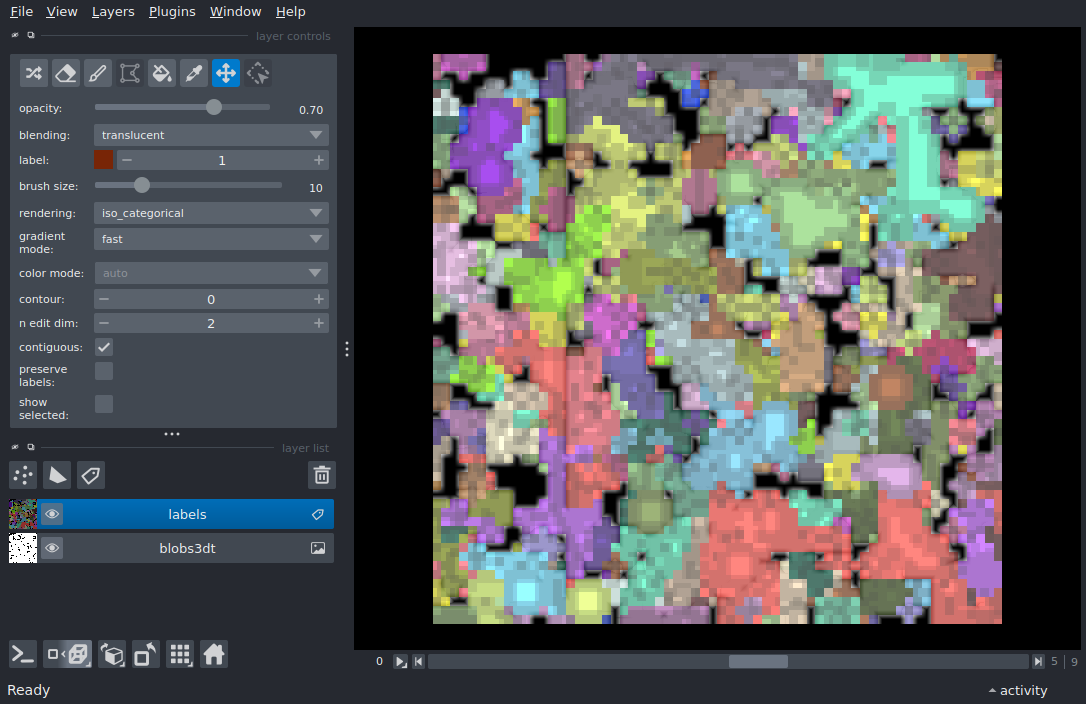 File View Layers Plugins Window Help
layer controls
opacity: 0.70
blending: translucent
label: − 1 +
brush size: 10
rendering: iso_categorical
gradient
mode: fast
color mode: auto
contour: − 0 +
n edit dim: − 2 +
contiguous:
preserve
labels:
show
selected:
layer list
labels
blobs3dt
0 5 | 9
Ready activity